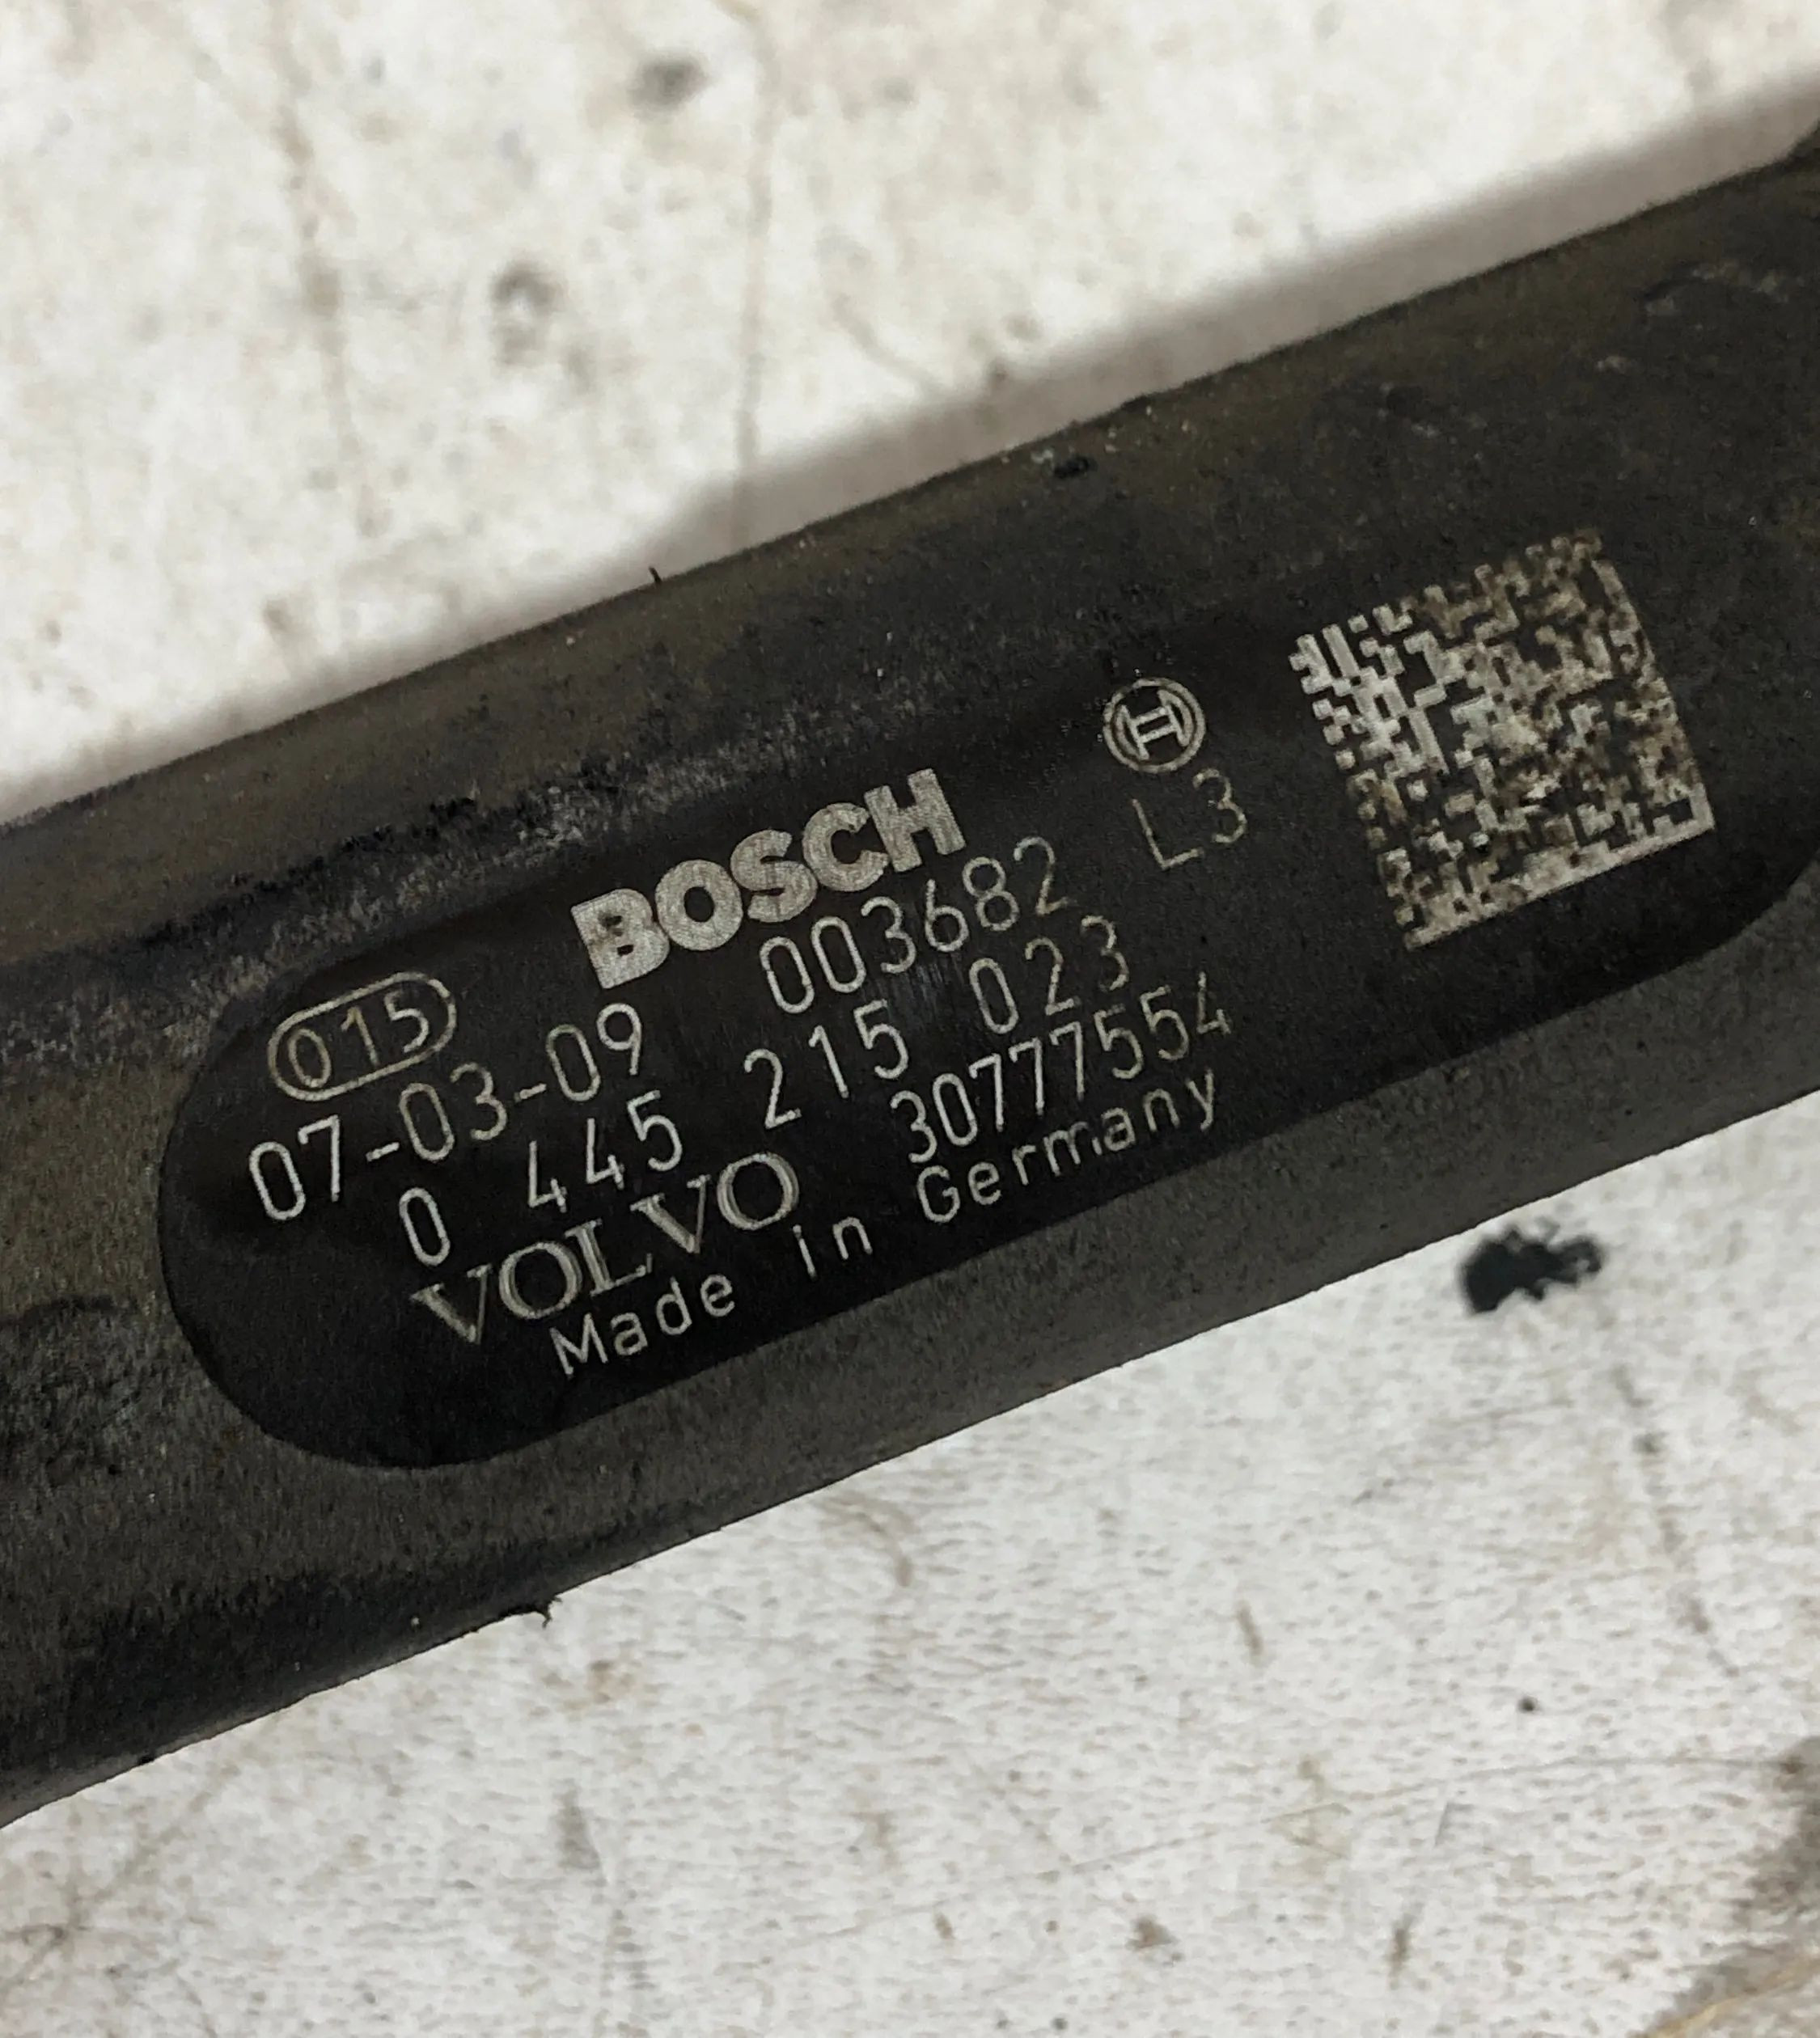 BOSCH
015
07-03-09 003682 L3
0 445 215 023
VOLVO 30777554
Made in Germany